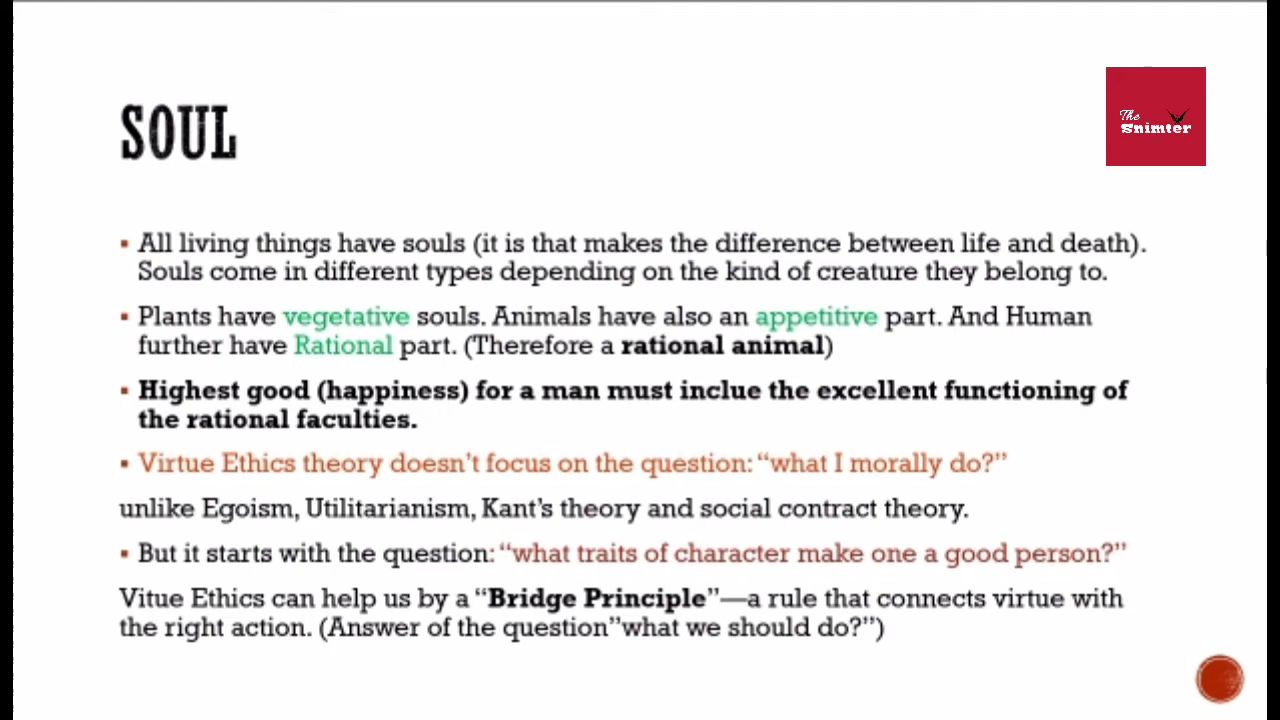 SOUL
The
Snimter
▪ All living things have souls (it is that makes the difference between life and death).
Souls come in different types depending on the kind of creature they belong to.
▪ Plants have vegetative souls. Animals have also an appetitive part. And Human
further have Rational part. (Therefore a rational animal)
▪ Highest good (happiness) for a man must inclue the excellent functioning of
the rational faculties.
▪ Virtue Ethics theory doesn’t focus on the question: “what I morally do?”
unlike Egoism, Utilitarianism, Kant’s theory and social contract theory.
▪ But it starts with the question: “what traits of character make one a good person?”
Vitue Ethics can help us by a “Bridge Principle”—a rule that connects virtue with
the right action. (Answer of the question”what we should do?”)